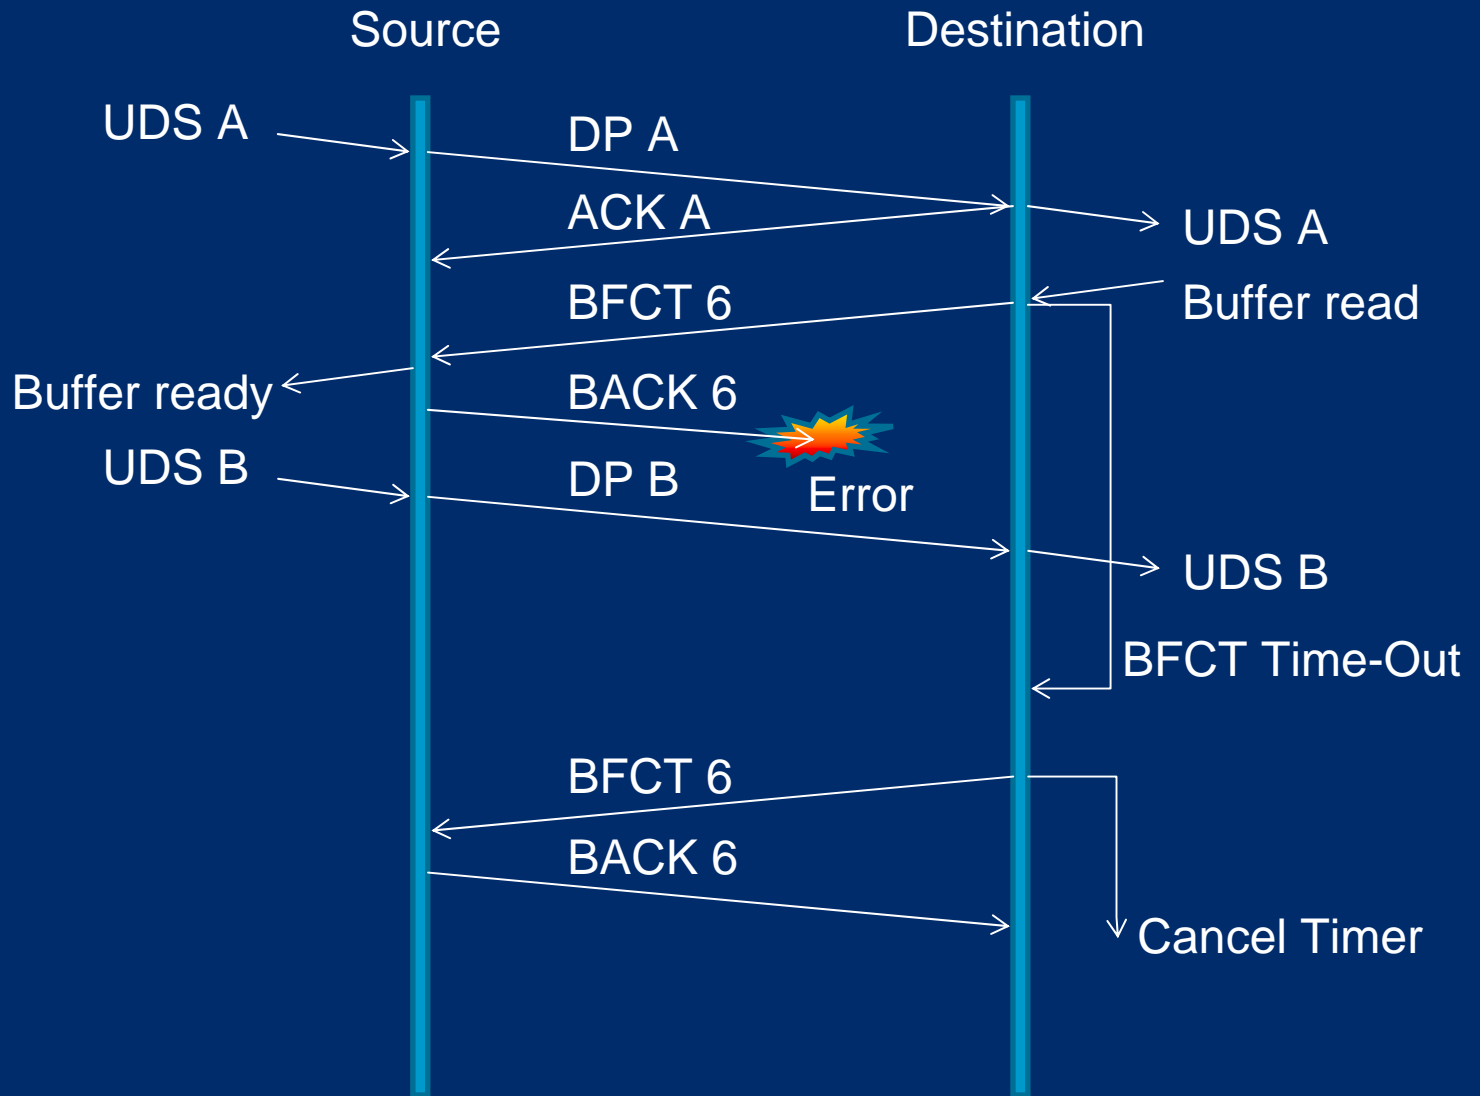 Source
Destination
UDS A
DP A
ACK A
UDS A
BFCT 6
Buffer read
Buffer ready
BACK 6
UDS B
DP B
Error
UDS B
BFCT Time-Out
BFCT 6
BACK 6
Cancel Timer